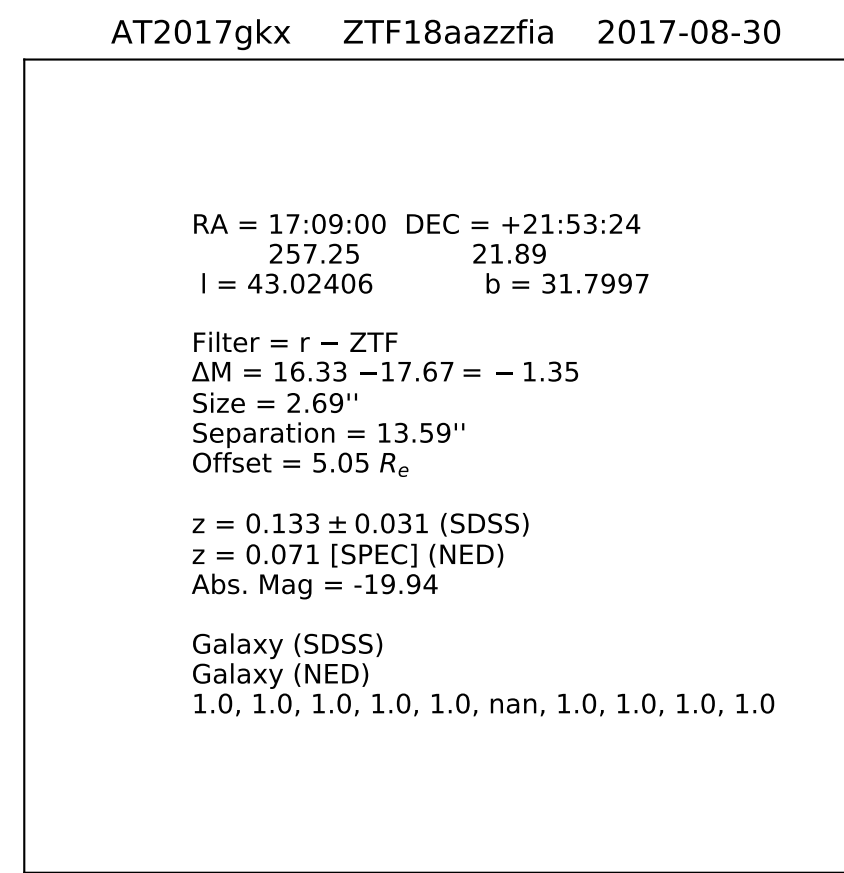 AT2017gkx ZTF18aazzfia 2017-08-30
RA = 17:09:00 DEC = +21:53:24
257.25 21.89
l = 43.02406 b = 31.7997
Filter = r − ZTF
ΔM = 16.33 −17.67 = − 1.35
Size = 2.69''
Separation = 13.59''
Offset = 5.05 Re
z = 0.133 ± 0.031 (SDSS)
z = 0.071 [SPEC] (NED)
Abs. Mag = -19.94
Galaxy (SDSS)
Galaxy (NED)
1.0, 1.0, 1.0, 1.0, 1.0, nan, 1.0, 1.0, 1.0, 1.0